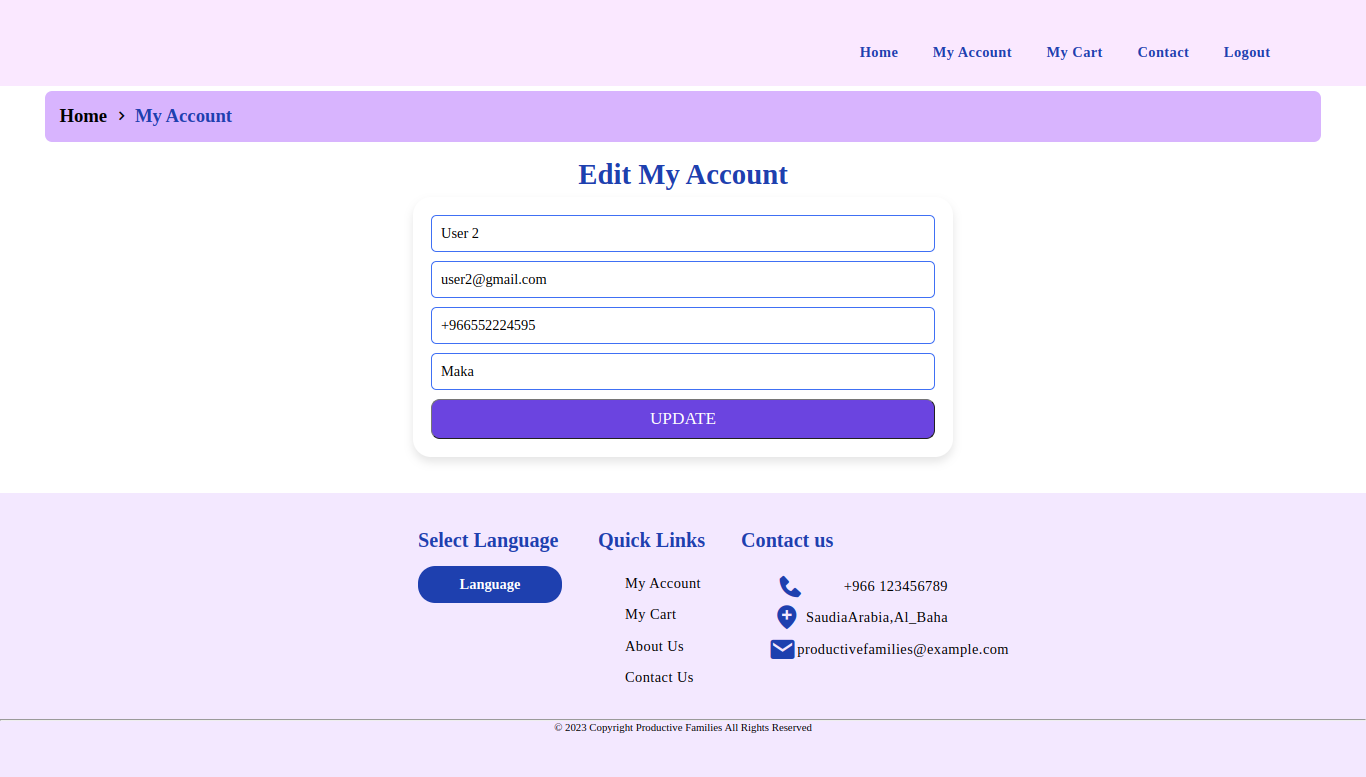 Home My Account My Cart Contact Logout
Home > My Account
Edit My Account
User 2
user2@gmail.com
+966552224595
Maka
UPDATE
Select Language
Language
Quick Links
My Account
My Cart
About Us
Contact Us
Contact us
+966 123456789
SaudiaArabia,Al_Baha
productivefamilies@example.com
© 2023 Copyright Productive Families All Rights Reserved